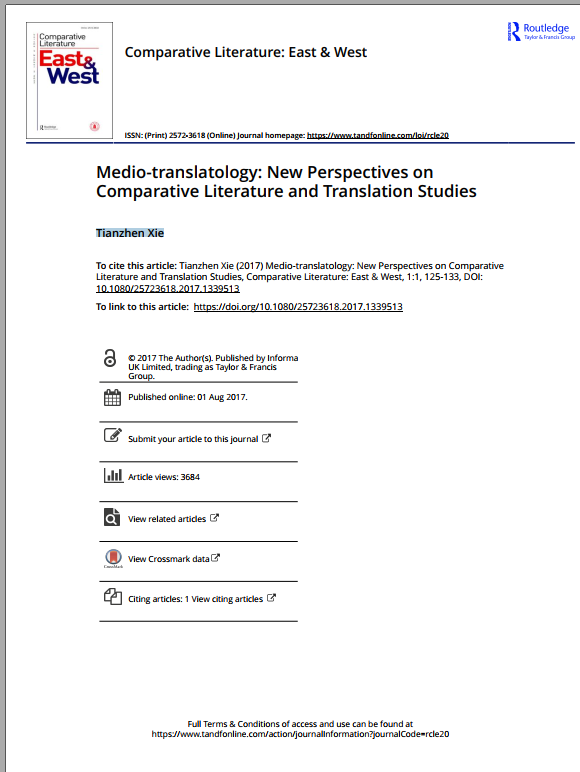 Routledge
Taylor & Francis Group
Comparative
Literature
East&
West
Comparative Literature: East & West
ISSN: (Print) 2572-3618 (Online) Journal homepage: https://www.tandfonline.com/loi/rcle20
Medio-translatology: New Perspectives on
Comparative Literature and Translation Studies
Tianzhen Xie
To cite this article: Tianzhen Xie (2017) Medio-translatology: New Perspectives on Comparative
Literature and Translation Studies, Comparative Literature: East & West, 1:1, 125-133, DOI:
10.1080/25723618.2017.1339513
To link to this article: https://doi.org/10.1080/25723618.2017.1339513
© 2017 The Author(s). Published by Informa
UK Limited, trading as Taylor & Francis
Group.
Published online: 01 Aug 2017.
Submit your article to this journal
Article views: 3684
View related articles
View Crossmark data
CrossMark
Citing articles: 1 View citing articles
Full Terms & Conditions of access and use can be found at
https://www.tandfonline.com/action/journalInformation?journalCode=rcle20